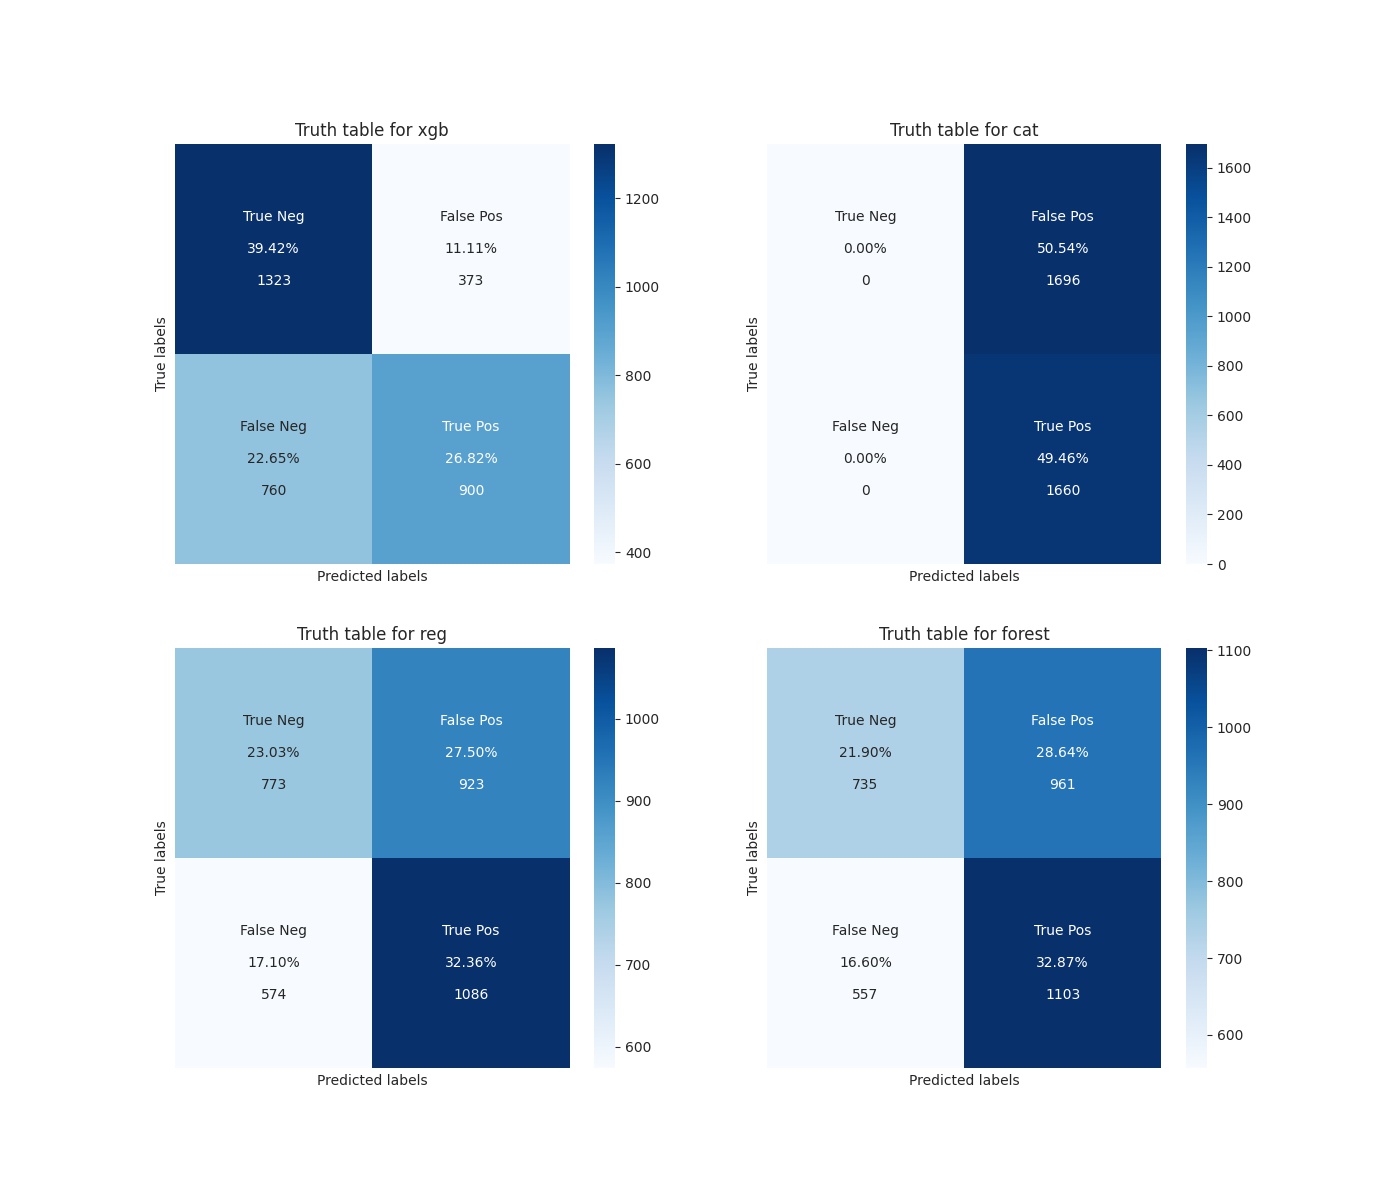 Truth table for xgb
True Neg
39.42%
1323
False Pos
11.11%
373
False Neg
22.65%
760
True Pos
26.82%
900
True labels
Predicted labels
1200
1000
800
600
400
Truth table for cat
True Neg
0.00%
0
False Pos
50.54%
1696
False Neg
0.00%
0
True Pos
49.46%
1660
True labels
Predicted labels
1600
1400
1200
1000
800
600
400
200
0
Truth table for reg
True Neg
23.03%
773
False Pos
27.50%
923
False Neg
17.10%
574
True Pos
32.36%
1086
True labels
Predicted labels
1000
900
800
700
600
Truth table for forest
True Neg
21.90%
735
False Pos
28.64%
961
False Neg
16.60%
557
True Pos
32.87%
1103
True labels
Predicted labels
1100
1000
900
800
700
600